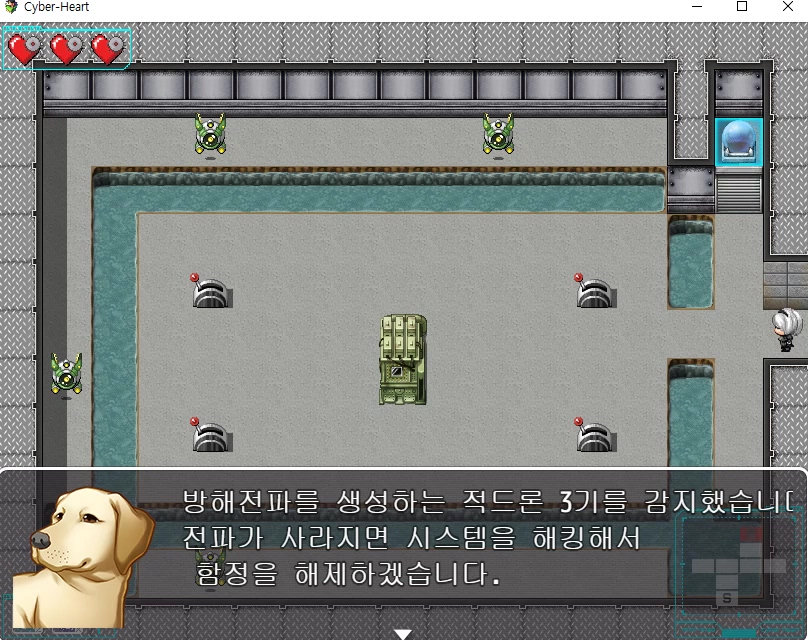 Cyber-Heart
방해전파를 생성하는 적드론 3기를 감지했습니
전파가 사라지면 시스템을 해킹해서
함정을 해제하겠습니다.
S